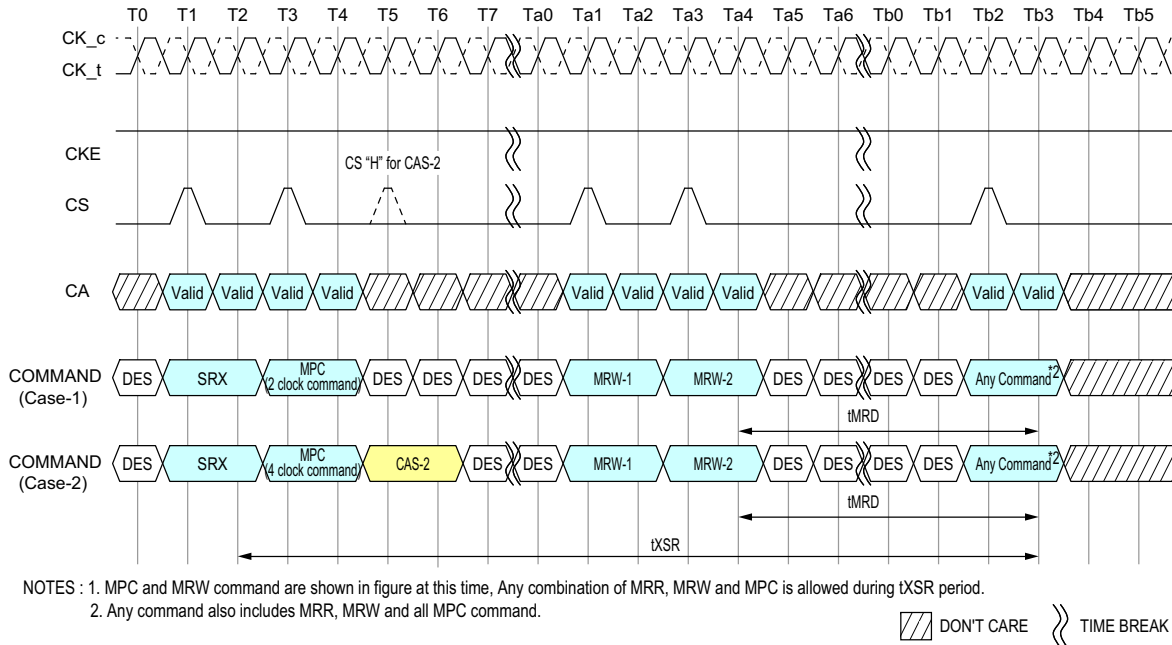 T0 T1 T2 T3 T4 T5 T6 T7 Ta0 Ta1 Ta2 Ta3 Ta4 Ta5 Ta6 Tb0 Tb1 Tb2 Tb3 Tb4 Tb5
CK_c
CK_t
CKE
CS “H” for CAS-2
CS
CA Valid Valid Valid Valid Valid Valid Valid Valid Valid Valid
COMMAND
(Case-1)
DES SRX MPC
(2 clock command)
DES DES DES DES MRW-1 MRW-2 DES DES DES DES Any Command*2
tMRD
COMMAND
(Case-2)
DES SRX MPC
(4 clock command)
CAS-2 DES DES MRW-1 MRW-2 DES DES DES DES Any Command*2
tMRD
tXSR
NOTES : 1. MPC and MRW command are shown in figure at this time, Any combination of MRR, MRW and MPC is allowed during tXSR period.
2. Any command also includes MRR, MRW and all MPC command.
DON'T CARE TIME BREAK